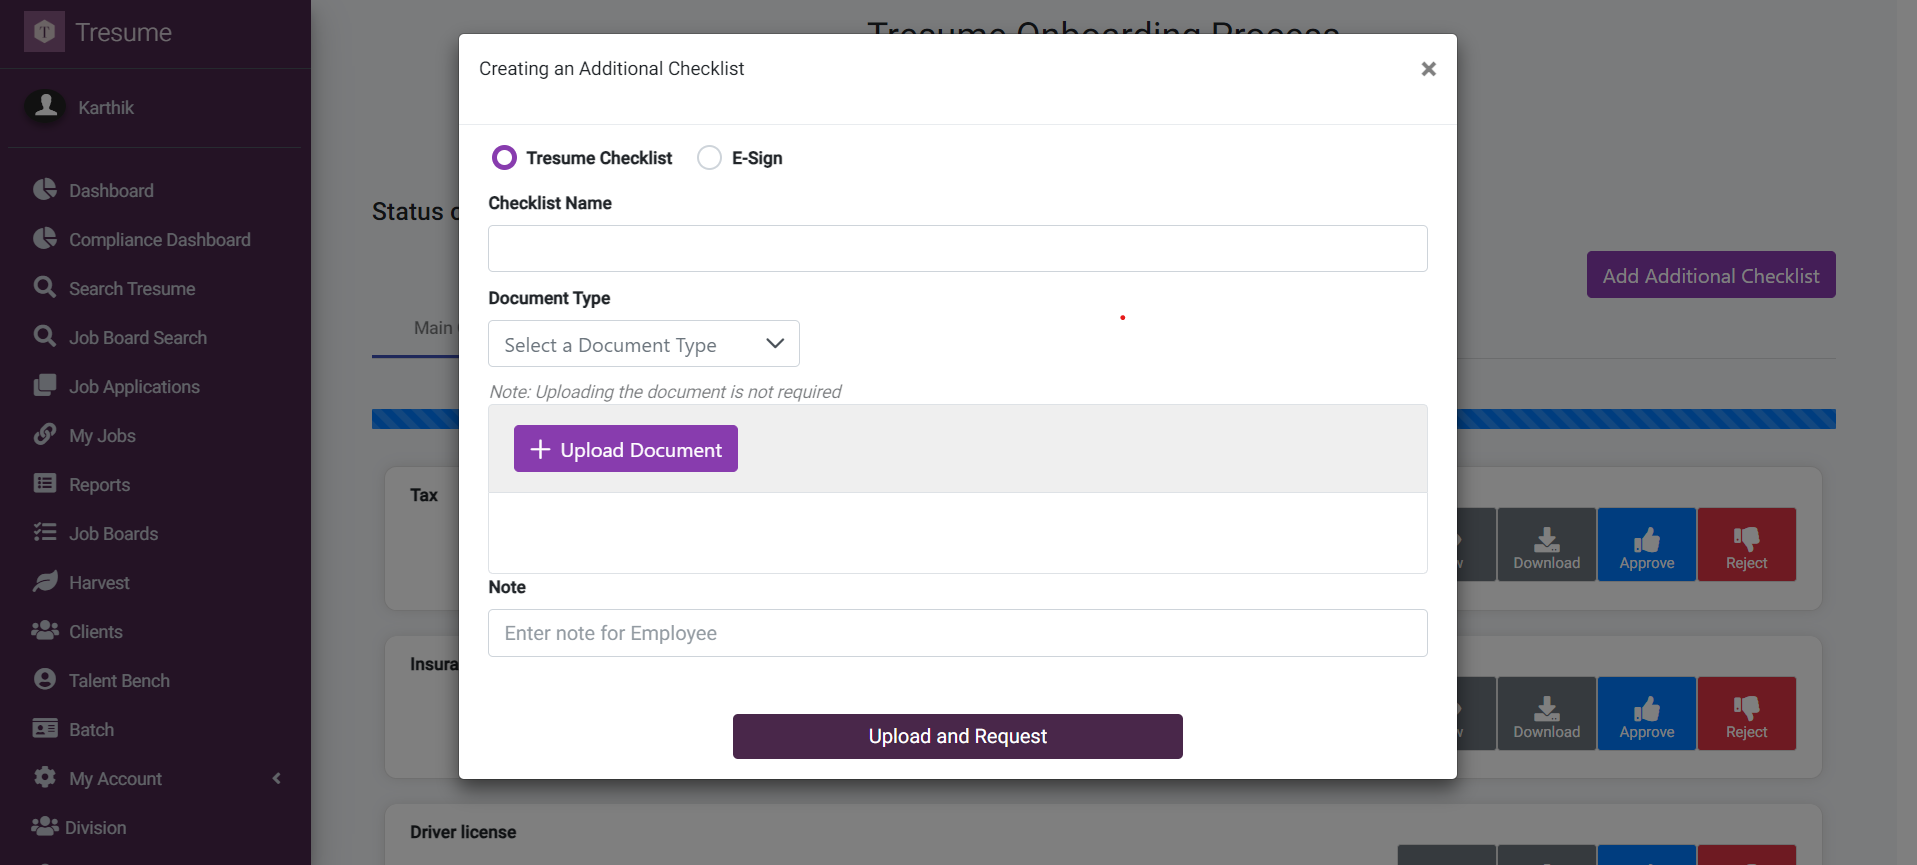 Tresume
Karthik
Dashboard
Compliance Dashboard
Search Tresume
Job Board Search
Job Applications
My Jobs
Reports
Job Boards
Harvest
Clients
Talent Bench
Batch
My Account
Division
Tresume Onboarding Process
Status
Add Additional Checklist
Main
Creating an Additional Checklist
Tresume Checklist
E-Sign
Checklist Name
Document Type
Select a Document Type
Note: Uploading the document is not required
Upload Document
Note
Enter note for Employee
Upload and Request
Tax
Download
Approve
Reject
Insura
Download
Approve
Reject
Driver license